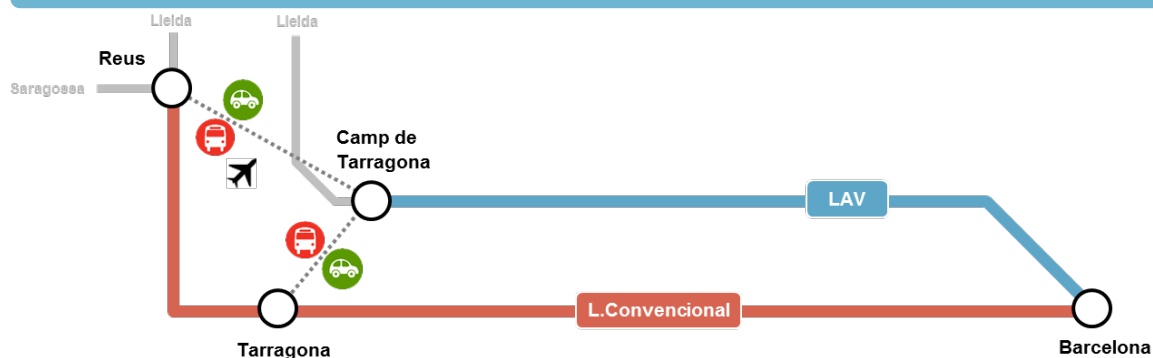 Lleida
Lleida
Reus
Saragossa
Camp de
Tarragona
LAV
L.Convencional
Tarragona
Barcelona